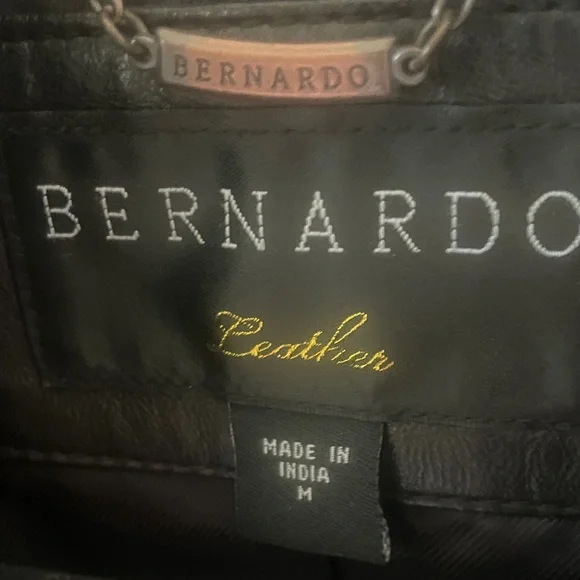 BERNARDO
BERNARDO
Leather
MADE IN
INDIA
M